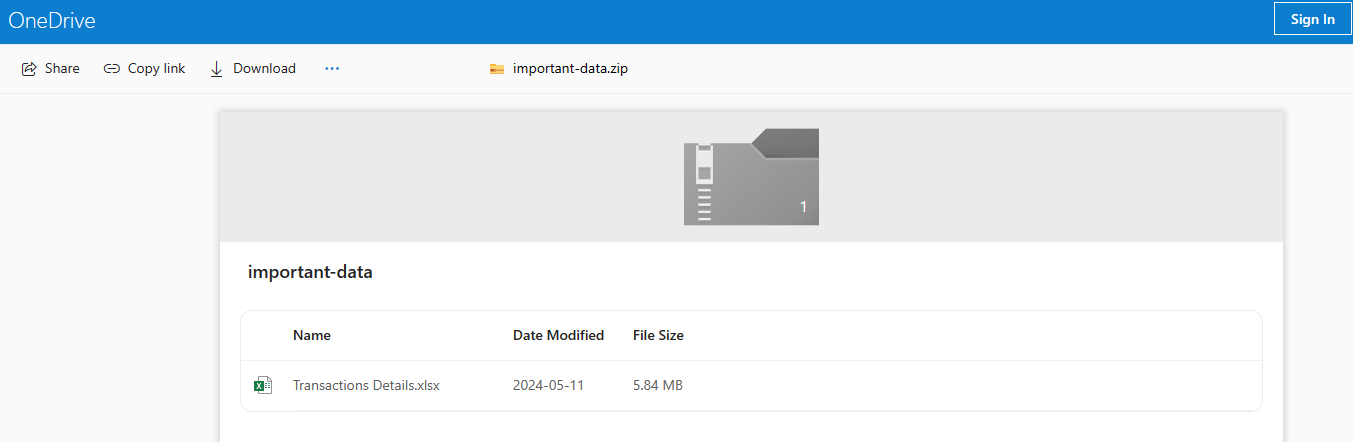 OneDrive
Sign In
Share Copy link Download ... important-data.zip
1
important-data
Name Date Modified File Size
Transactions Details.xlsx 2024-05-11 5.84 MB